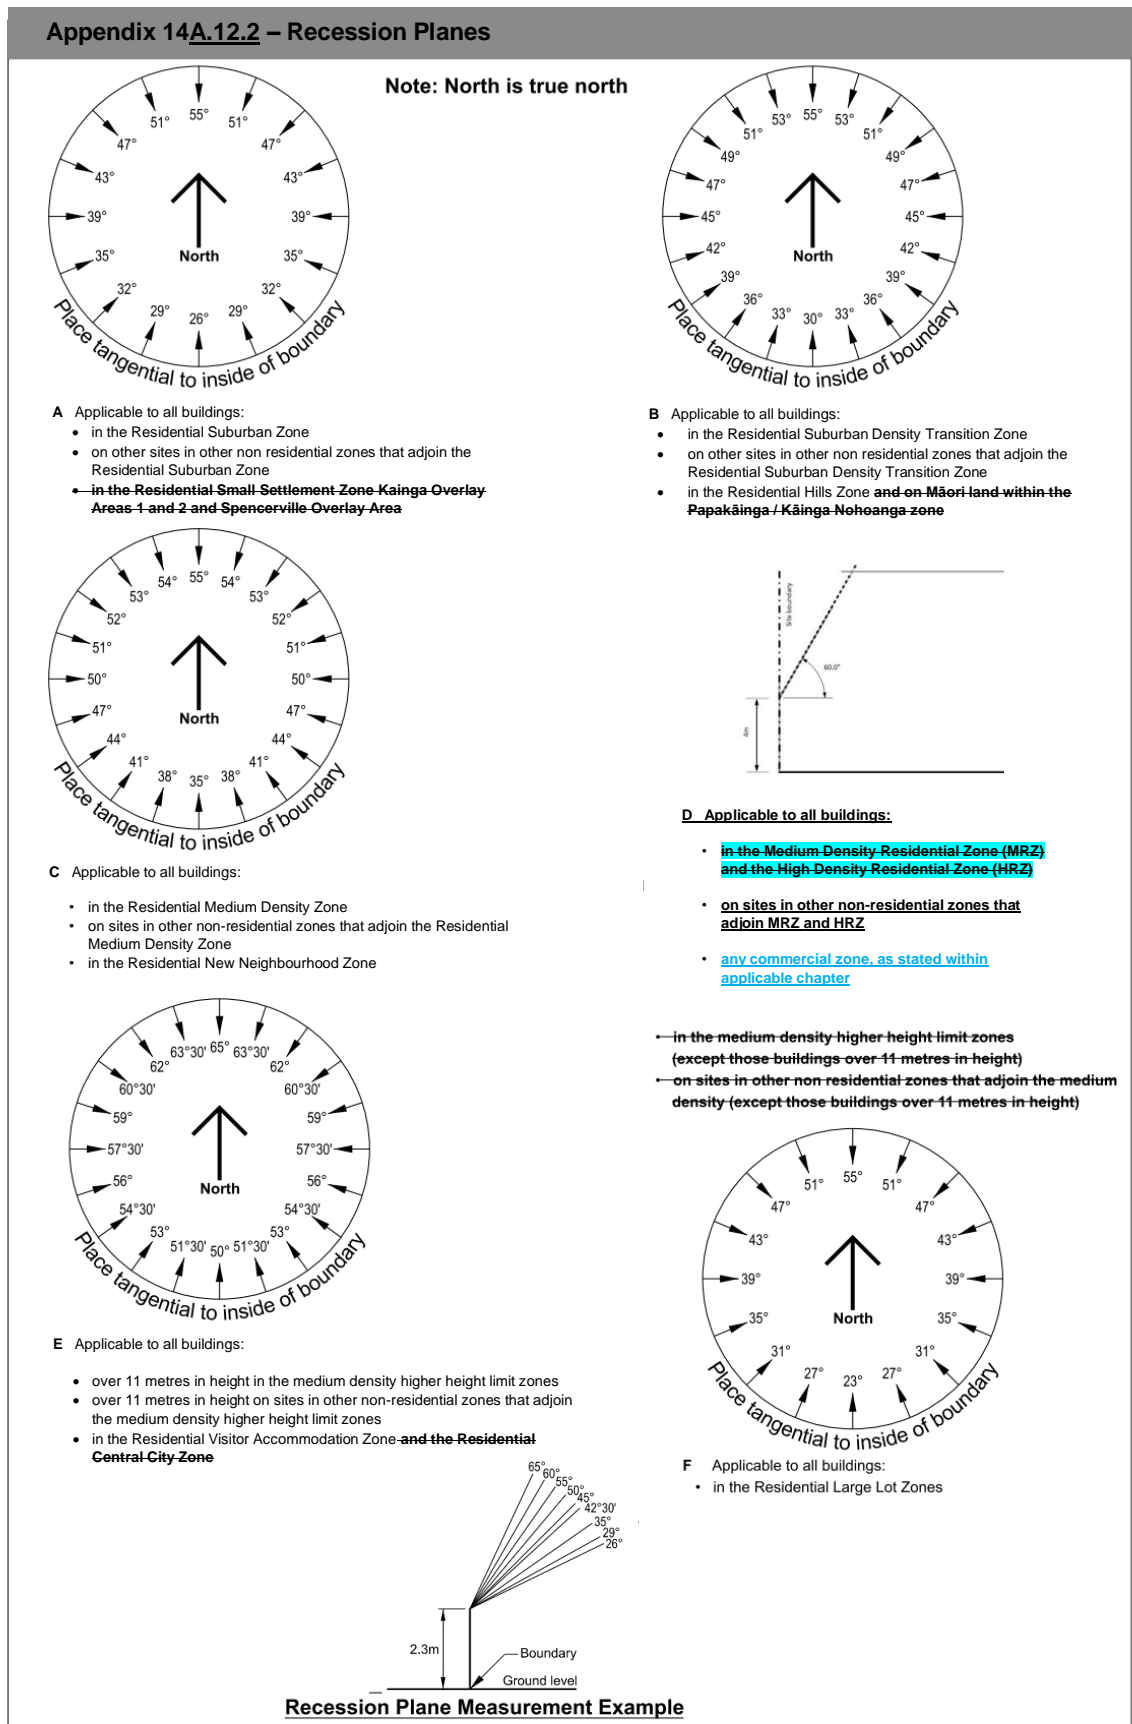 Appendix 14A.12.2 – Recession Planes
Note: North is true north
55°
51° 51°
47° 47°
43° 43°
39° 39°
35° 35°
32° 32°
29° 29°
26°
North
Place tangential to inside of boundary
A Applicable to all buildings:
• in the Residential Suburban Zone
• on other sites in other non residential zones that adjoin the
Residential Suburban Zone
• in the Residential Small Settlement Zone Kainga Overlay
Areas 1 and 2 and Spencerville Overlay Area
55°
53° 53°
51° 51°
49° 49°
47° 47°
45° 45°
42° 42°
39° 39°
36° 36°
33° 33°
30°
North
Place tangential to inside of boundary
B Applicable to all buildings:
• in the Residential Suburban Density Transition Zone
• on other sites in other non residential zones that adjoin the
Residential Suburban Density Transition Zone
• in the Residential Hills Zone and on Māori land within the
Papakāinga / Kāinga Nohoanga zone
55°
54° 54°
53° 53°
52° 52°
51° 51°
50° 50°
47° 47°
44° 44°
41° 41°
38° 38°
35°
North
Place tangential to inside of boundary
C Applicable to all buildings:
• in the Residential Medium Density Zone
• on sites in other non-residential zones that adjoin the Residential
Medium Density Zone
• in the Residential New Neighbourhood Zone
Site boundary
60.0°
4m
D Applicable to all buildings:
• in the Medium Density Residential Zone (MRZ)
and the High Density Residential Zone (HRZ)
• on sites in other non-residential zones that
adjoin MRZ and HRZ
• any commercial zone, as stated within
applicable chapter
• in the medium density higher height limit zones
(except those buildings over 11 metres in height)
• on sites in other non residential zones that adjoin the medium
density (except those buildings over 11 metres in height)
65°
63°30' 63°30'
62° 62°
60°30' 60°30'
59° 59°
57°30' 57°30'
56° 56°
54°30' 54°30'
53° 53°
51°30' 51°30'
50°
North
Place tangential to inside of boundary
E Applicable to all buildings:
• over 11 metres in height in the medium density higher height limit zones
• over 11 metres in height on sites in other non-residential zones that adjoin
the medium density higher height limit zones
• in the Residential Visitor Accommodation Zone and the Residential
Central City Zone
55°
51° 51°
47° 47°
43° 43°
39° 39°
35° 35°
31° 31°
27° 27°
23°
North
Place tangential to inside of boundary
F Applicable to all buildings:
• in the Residential Large Lot Zones
65°
60°
55°
50°
45°
42°30'
35°
29°
26°
2.3m
Boundary
Ground level
Recession Plane Measurement Example